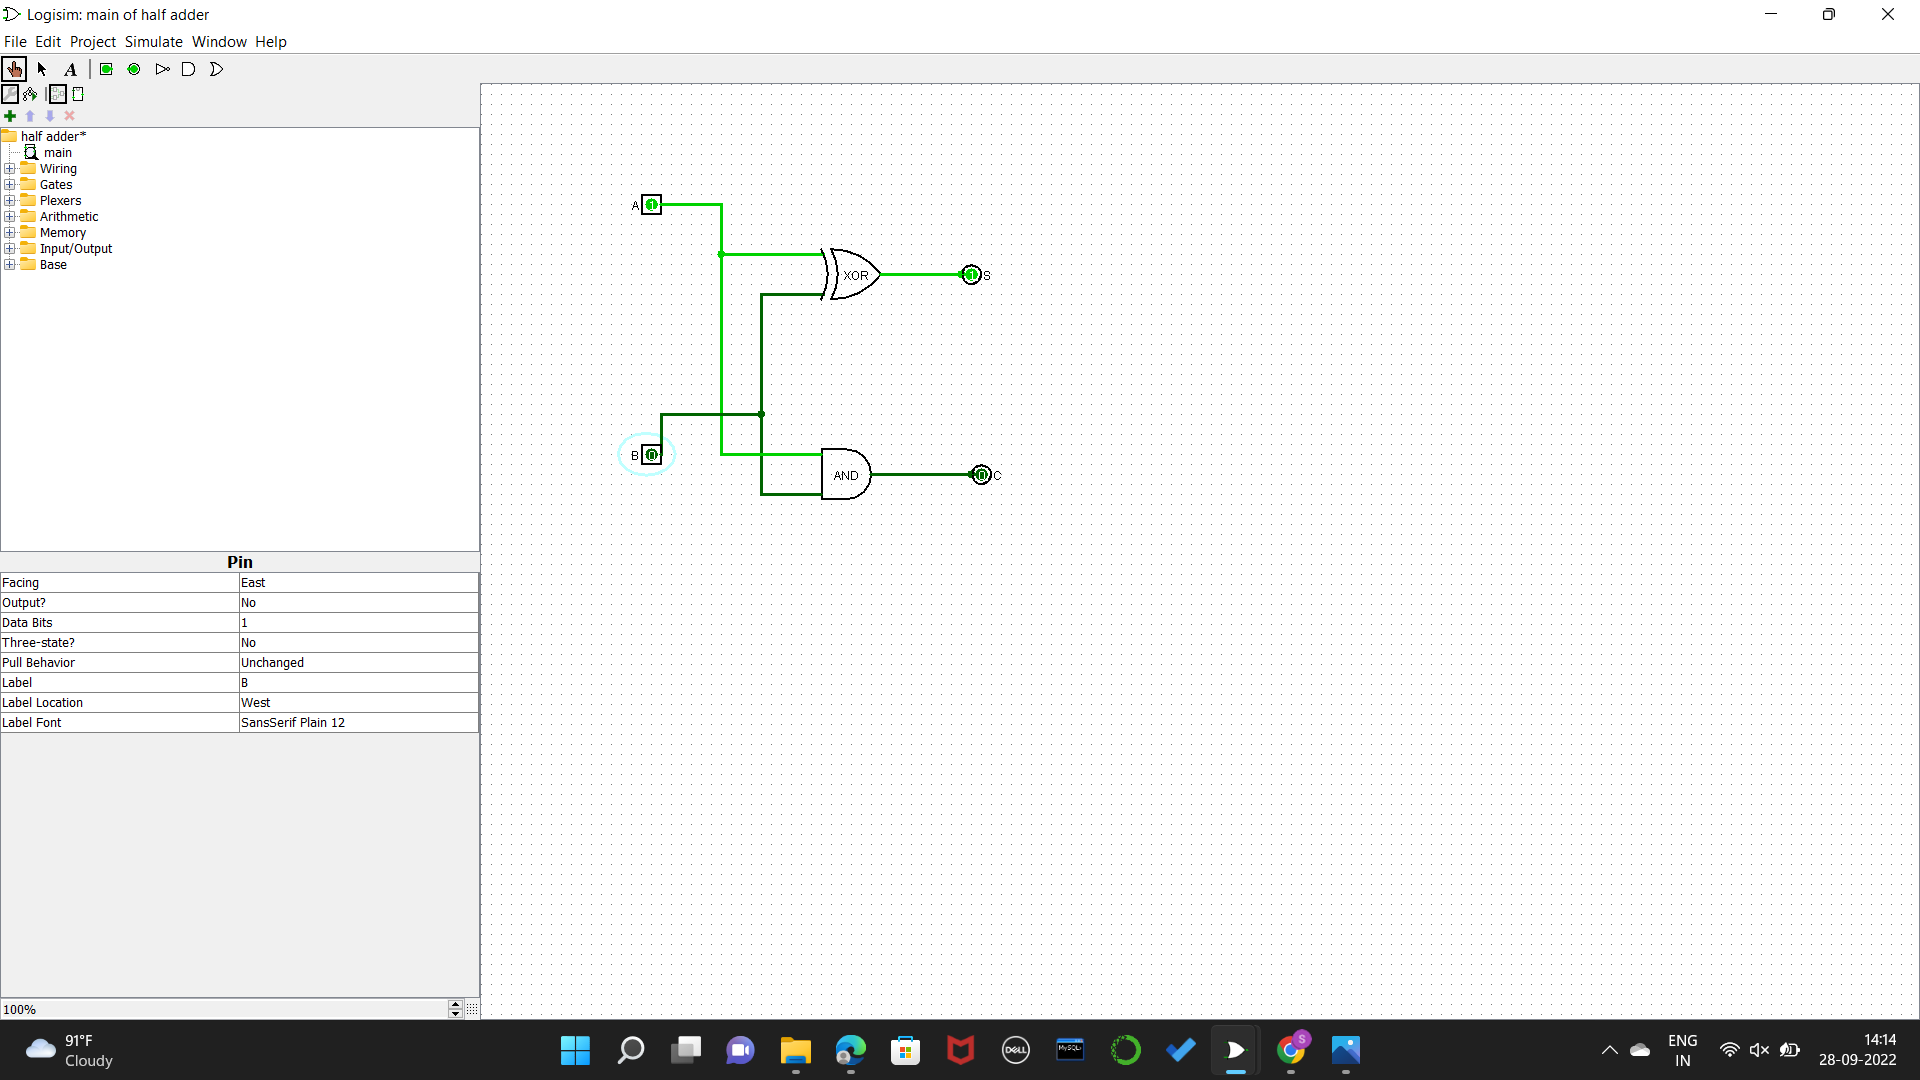 Logisim: main of half adder
File Edit Project Simulate Window Help
A
half adder*
main
Wiring
Gates
Plexers
Arithmetic
Memory
Input/Output
Base
A 1
XOR
1 S
B 0
AND
0 C
Pin
Facing East
Output? No
Data Bits 1
Three-state? No
Pull Behavior Unchanged
Label B
Label Location West
Label Font SansSerif Plain 12
100%
91°F
Cloudy
DELL
MySQL
S
ENG
IN
14:14
28-09-2022